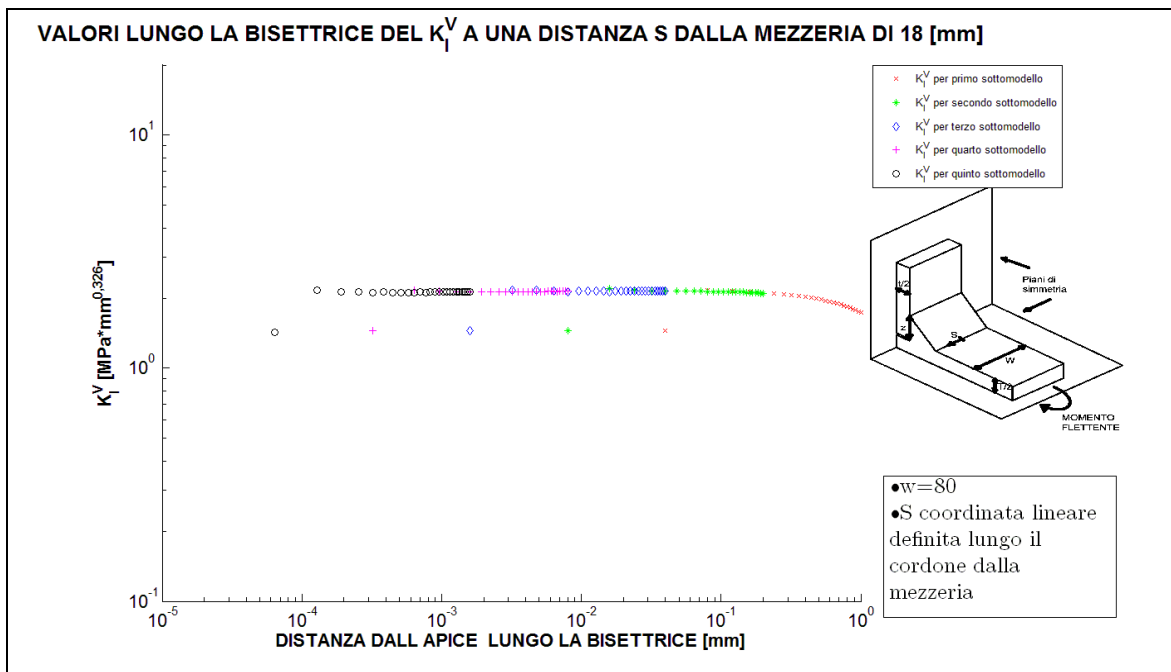 VALORI LUNGO LA BISETTRICE DEL K_I^V A UNA DISTANZA S DALLA MEZZERIA DI 18 [mm]
K_I^V per primo sottomodello
K_I^V per secondo sottomodello
K_I^V per terzo sottomodello
K_I^V per quarto sottomodello
K_I^V per quinto sottomodello
K_I^V [MPa*mm^0,326]
10^1
10^0
10^-1
10^-5
10^-4
10^-3
10^-2
10^-1
10^0
DISTANZA DALL APICE LUNGO LA BISETTRICE [mm]
t/2
Piani di
simmetria
z
S
W
T/2
MOMENTO
FLETTENTE
●w=80
●S coordinata lineare
definita lungo il
cordone dalla
mezzeria